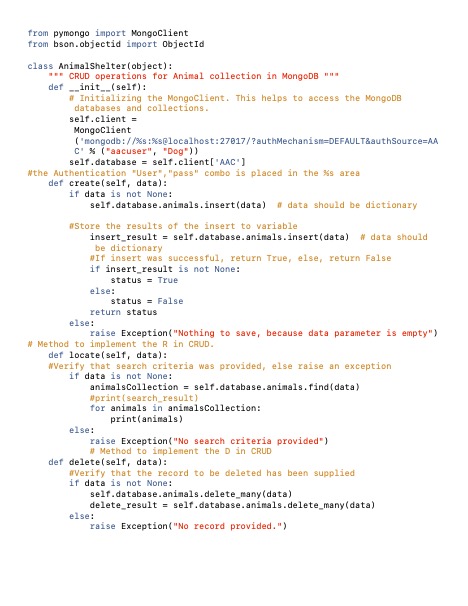 from pymongo import MongoClient
from bson.objectid import ObjectId
class AnimalShelter(object):
""" CRUD operations for Animal collection in MongoDB """
def __init__(self):
# Initializing the MongoClient. This helps to access the MongoDB
databases and collections.
self.client =
MongoClient
('mongodb://%s:%s@localhost:27017/?authMechanism=DEFAULT&authSource=AA
C' % ("aacuser", "Dog"))
self.database = self.client['AAC']
#the Authentication "User","pass" combo is placed in the %s area
def create(self, data):
if data is not None:
self.database.animals.insert(data)  # data should be dictionary
#Store the results of the insert to variable
insert_result = self.database.animals.insert(data)  # data should
be dictionary
#If insert was successful, return True, else, return False
if insert_result is not None:
status = True
else:
status = False
return status
else:
raise Exception("Nothing to save, because data parameter is empty")
# Method to implement the R in CRUD.
def locate(self, data):
#Verify that search criteria was provided, else raise an exception
if data is not None:
animalsCollection = self.database.animals.find(data)
#print(search_result)
for animals in animalsCollection:
print(animals)
else:
raise Exception("No search criteria provided")
# Method to implement the D in CRUD
def delete(self, data):
#Verify that the record to be deleted has been supplied
if data is not None:
self.database.animals.delete_many(data)
delete_result = self.database.animals.delete_many(data)
else:
raise Exception("No record provided.")